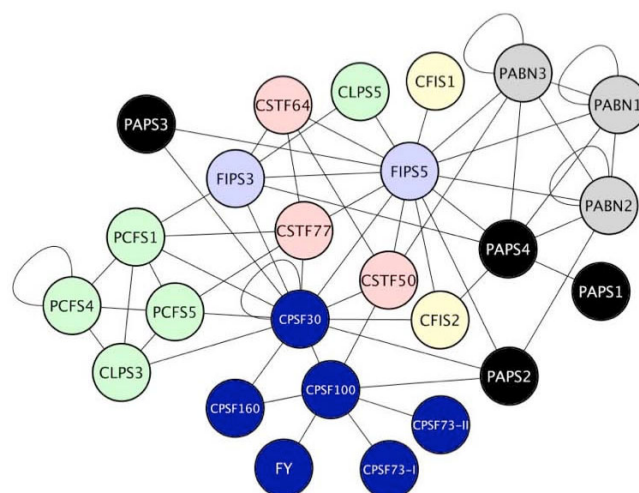 CFIS1
PABN3
CLPS5
CSTF64
PABN1
PAPS3
FIPS5
FIPS3
PABN2
PCFS1
CSTF77
PAPS4
CSTF50
PAPS1
PCFS4
PCFS5
CPSF30
CFIS2
CLPS3
PAPS2
CPSF100
CPSF160
CPSF73-II
FY
CPSF73-I